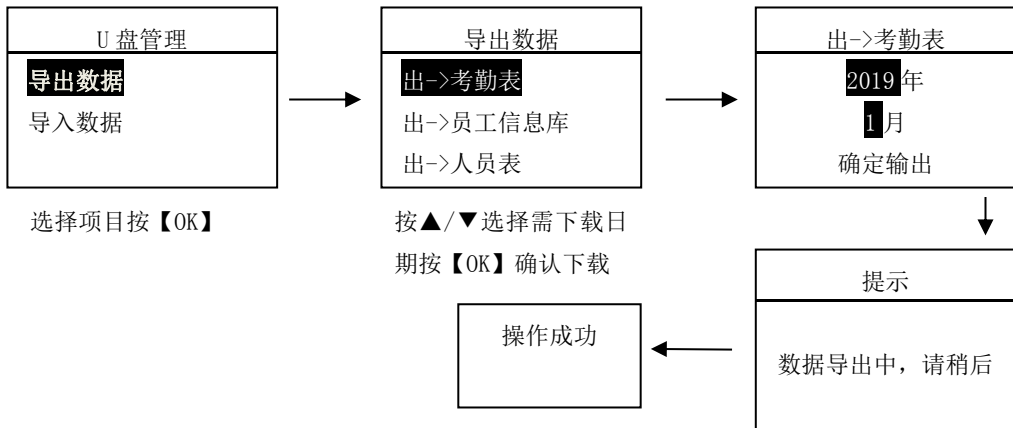 U 盘管理
导出数据
导入数据
选择项目按【OK】
导出数据
出->考勤表
出->员工信息库
出->人员表
按▲/▼选择需下载日
期按【OK】确认下载
出->考勤表
2019 年
1 月
确定输出
提示
数据导出中，请稍后
操作成功